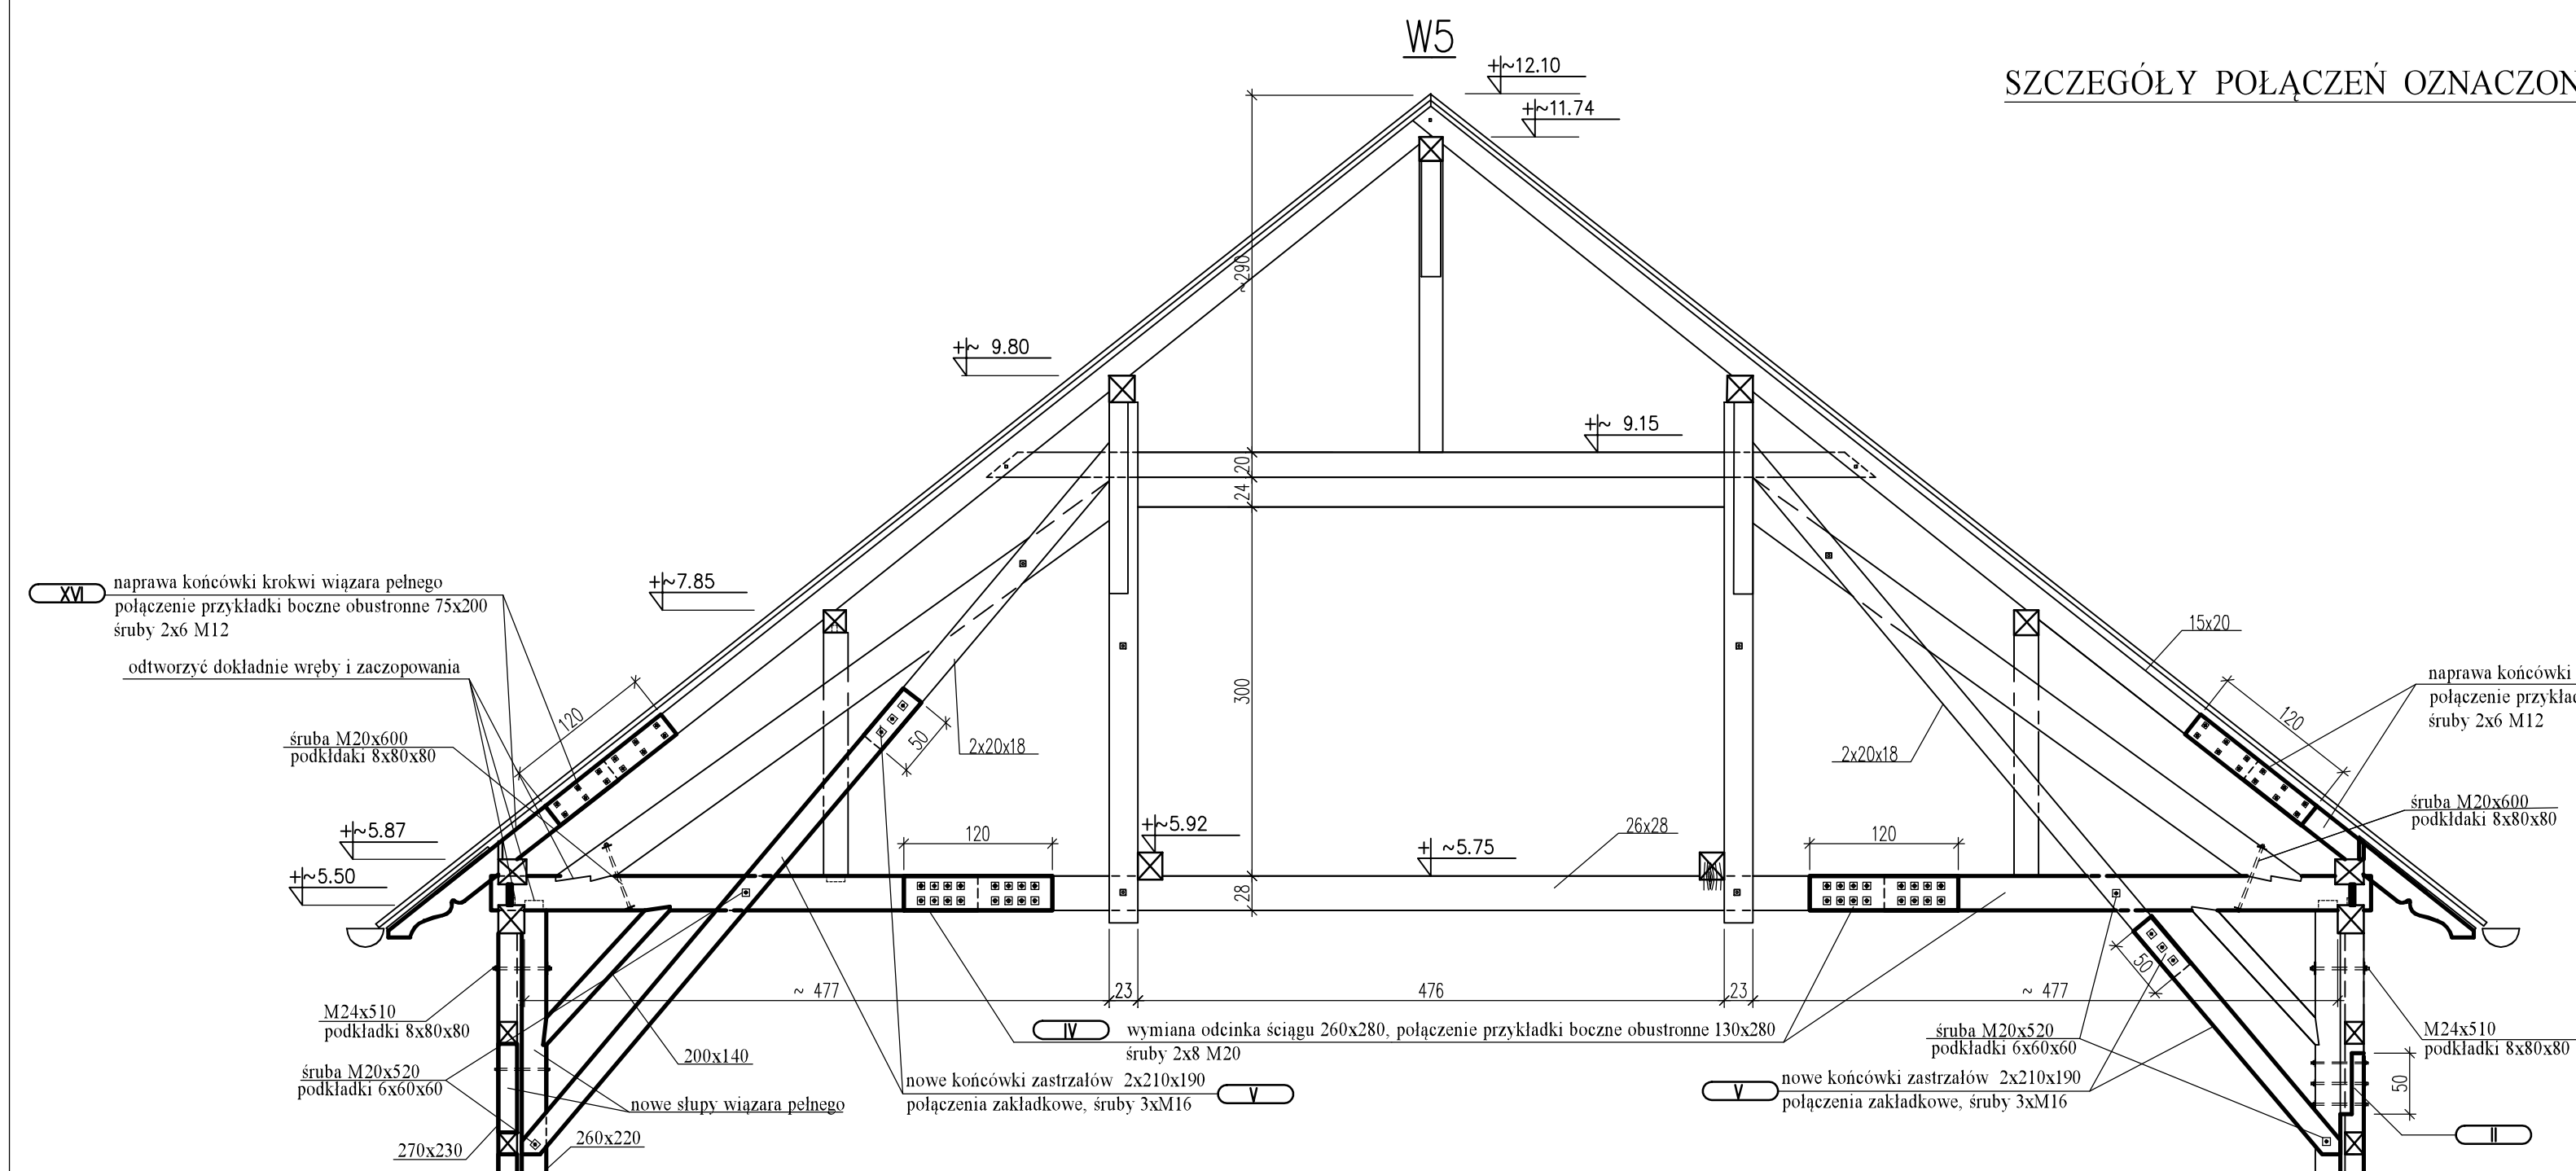 W5
SZCZEGÓŁY POŁĄCZEŃ OZNACZON
+~12.10
+~11.74
~290
+~ 9.80
+~ 9.15
20
24
XVI
naprawa końcówki krokwi wiązara pełnego
połączenie przykładki boczne obustronne 75x200
śruby 2x6 M12
+~7.85
15x20
odtworzyć dokładnie wręby i zaczopowania
naprawa końcówki
połączenie przykład
śruby 2x6 M12
120
300
120
śruba M20x600
podkłdaki 8x80x80
50
2x20x18
2x20x18
śruba M20x600
podkłdaki 8x80x80
+~5.87
120
+~5.92
+ ~5.75
26x28
120
+~5.50
28
50
~ 477
23
476
23
~ 477
M24x510
podkładki 8x80x80
IV
wymiana odcinka ściągu 260x280, połączenie przykładki boczne obustronne 130x280
śruby 2x8 M20
śruba M20x520
podkładki 6x60x60
M24x510
podkładki 8x80x80
200x140
śruba M20x520
podkładki 6x60x60
nowe końcówki zastrzałów 2x210x190
połączenia zakładkowe, śruby 3xM16
V
V
nowe końcówki zastrzałów 2x210x190
połączenia zakładkowe, śruby 3xM16
50
nowe słupy wiązara pełnego
270x230
260x220
II